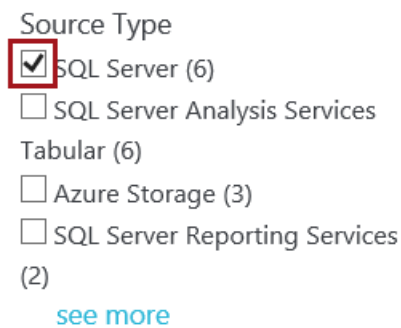 Source Type
SQL Server (6)
SQL Server Analysis Services
Tabular (6)
Azure Storage (3)
SQL Server Reporting Services
(2)
see more